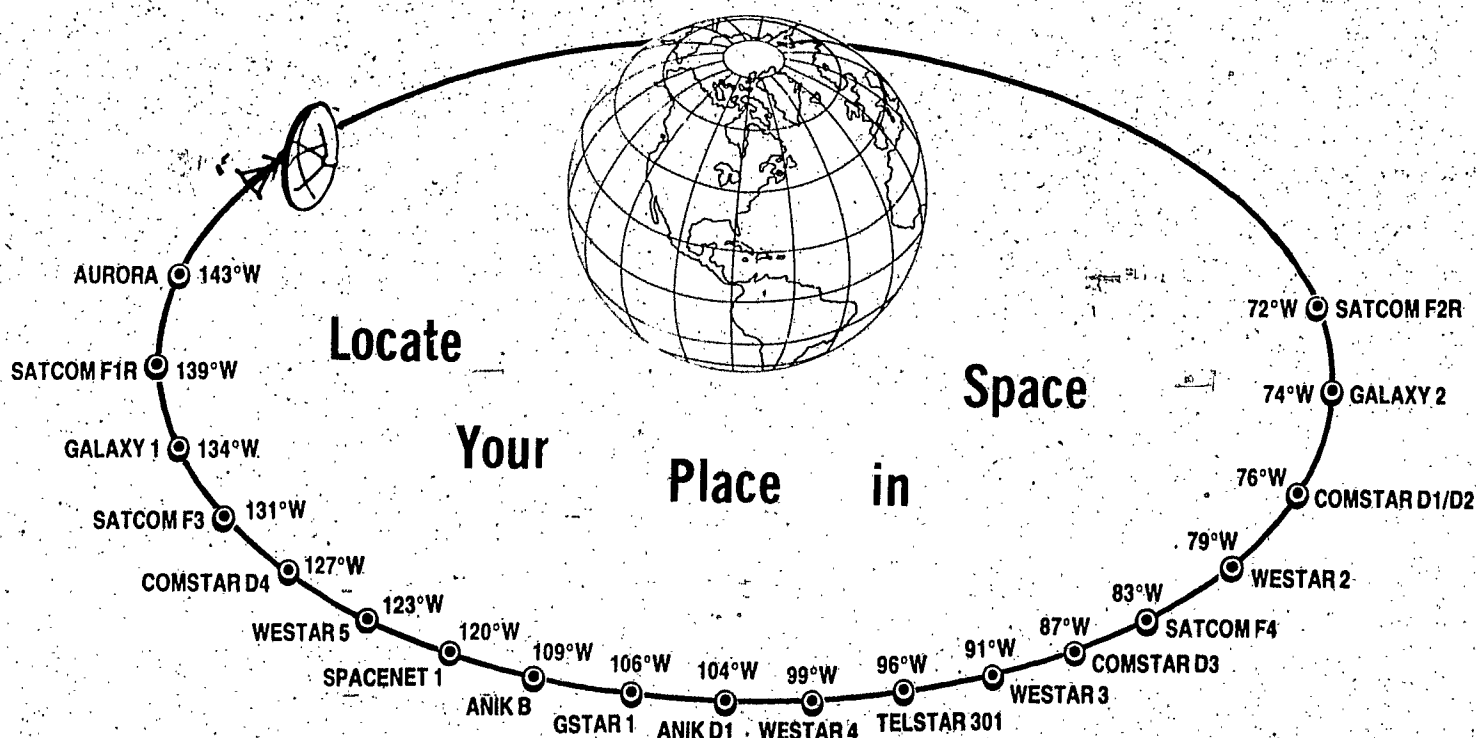 AURORA 143°W
SATCOM F1R 139°W
GALAXY 1 134°W
SATCOM F3 131°W
COMSTAR D4 127°W
WESTAR 5 123°W
SPACENET 1 120°W
ANIK B 109°W
GSTAR 1 106°W
ANIK D1 104°W
WESTAR 4 99°W
TELSTAR 301 96°W
WESTAR 3 91°W
COMSTAR D3 87°W
SATCOM F4 83°W
WESTAR 2 79°W
COMSTAR D1/D2 76°W
74°W GALAXY 2
72°W SATCOM F2R
Locate
Your
Place in
Space